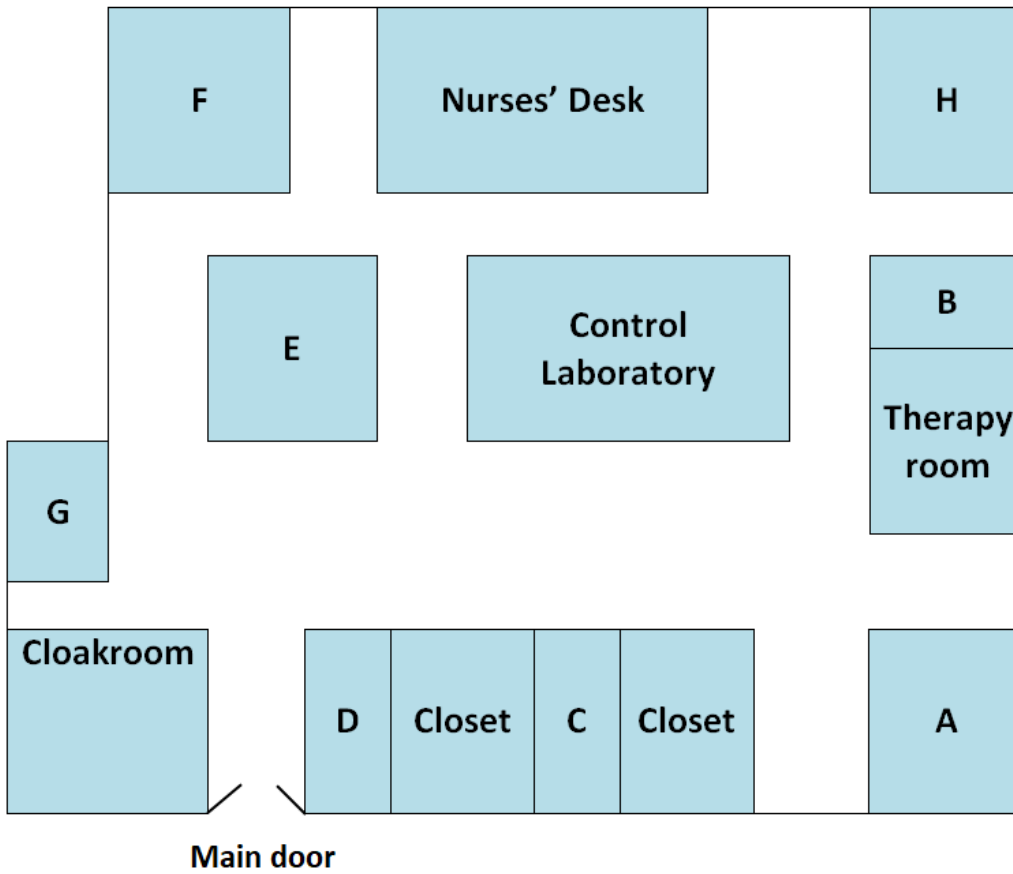 F
Nurses’ Desk
H
E
Control
Laboratory
B
Therapy
room
G
Cloakroom
D
Closet
C
Closet
A
Main door